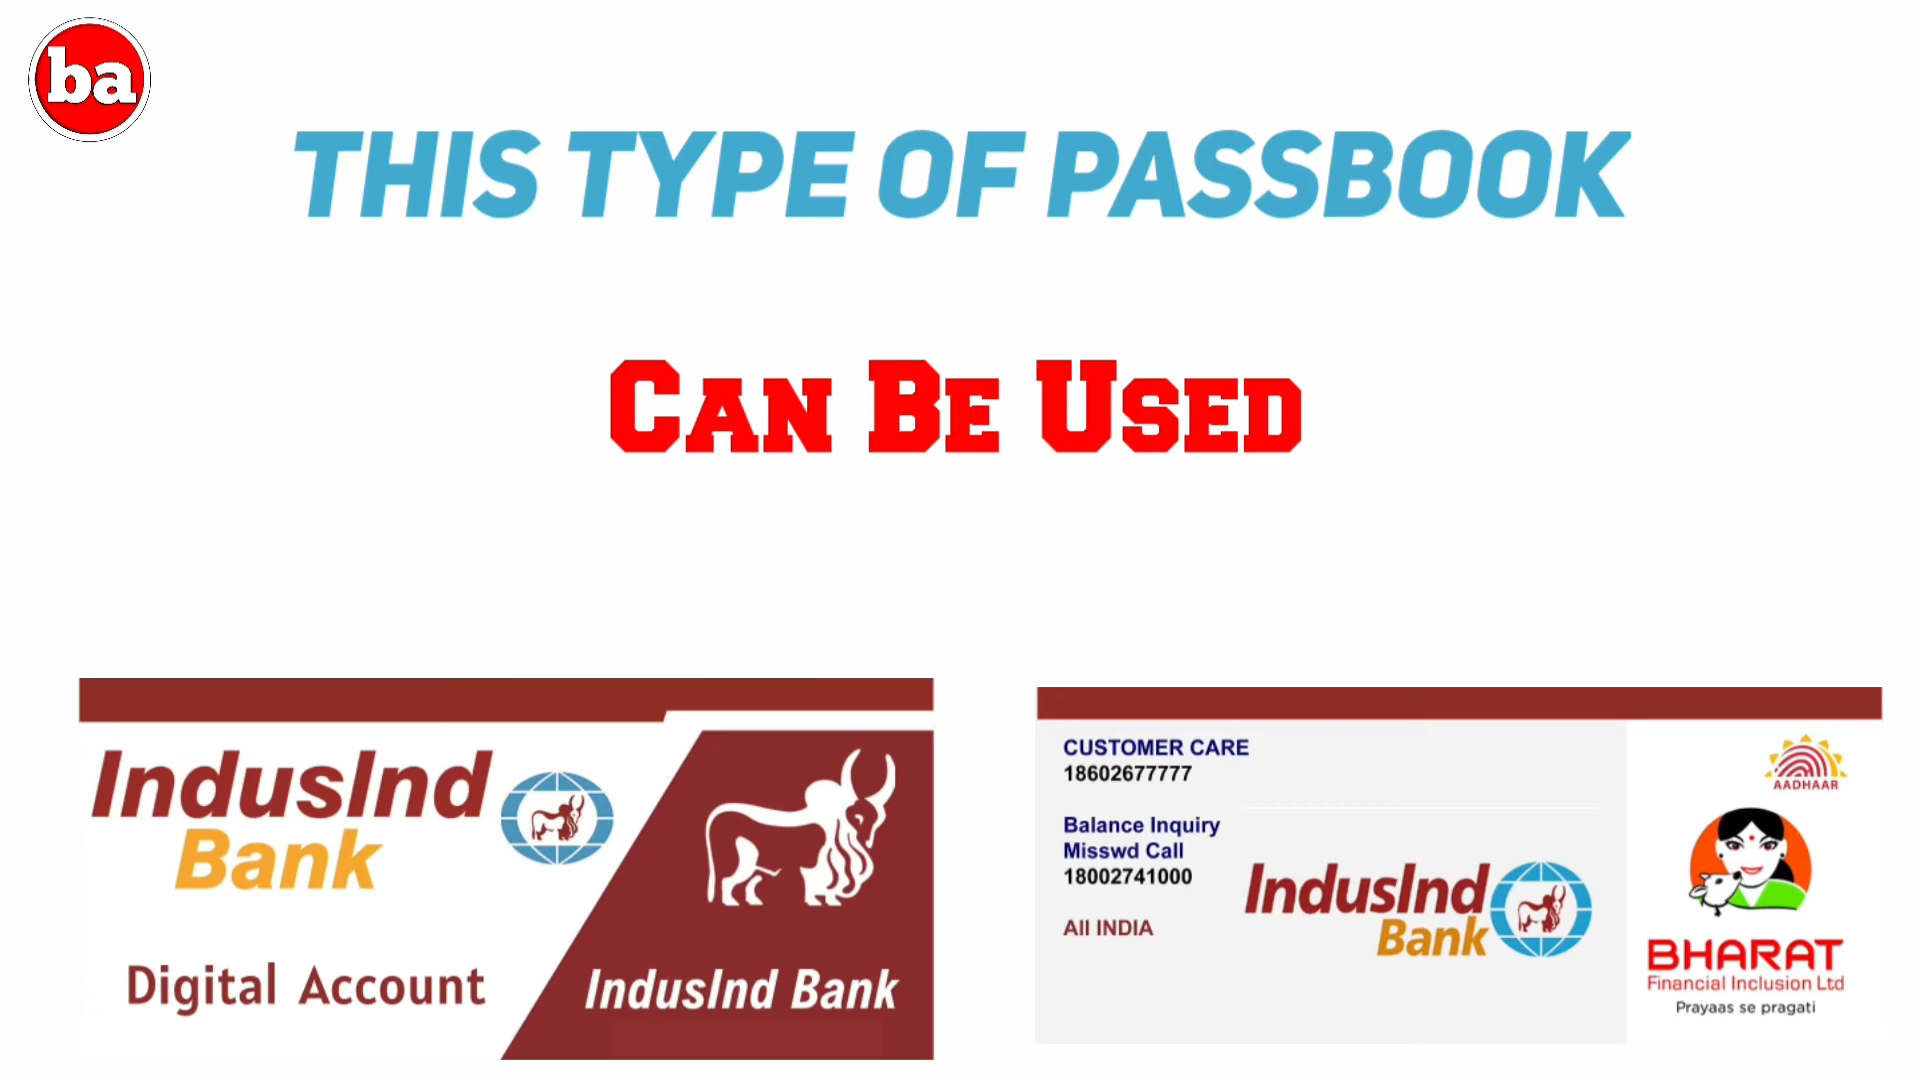 ba
THIS TYPE OF PASSBOOK
CAN BE USED
IndusInd
Bank
Digital Account
IndusInd Bank
CUSTOMER CARE
18602677777
Balance Inquiry
Misswd Call
18002741000
All INDIA
IndusInd
Bank
AADHAAR
BHARAT
Financial Inclusion Ltd
Prayaas se pragati